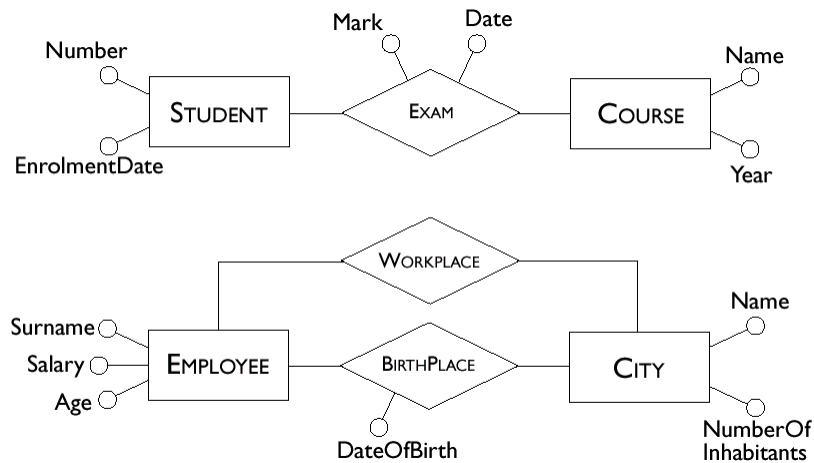 Mark
Date
Number
Name
STUDENT
EXAM
COURSE
EnrolmentDate
Year
WORKPLACE
Name
Surname
Salary
EMPLOYEE
BIRTHPLACE
CITY
Age
DateOfBirth
NumberOf
Inhabitants